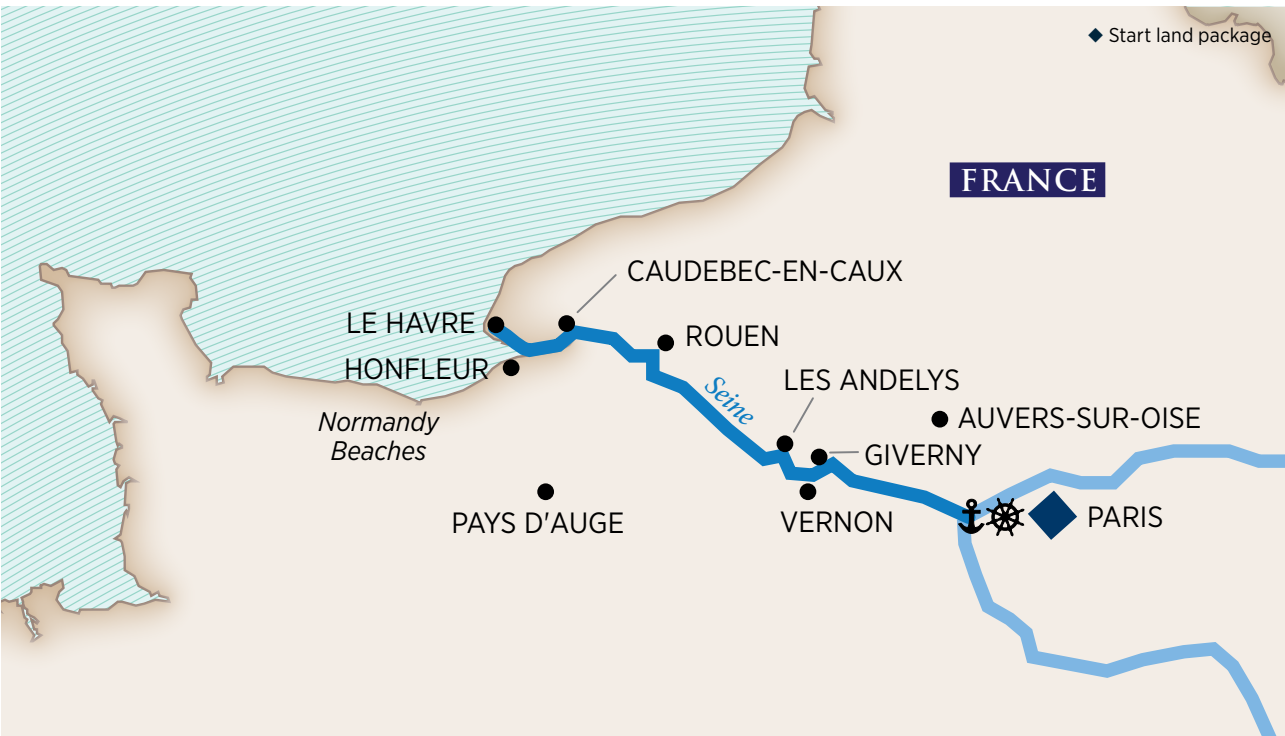 Start land package
FRANCE
CAUDEBEC-EN-CAUX
LE HAVRE
ROUEN
HONFLEUR
LES ANDELYS
Seine
Normandy
Beaches
AUVERS-SUR-OISE
GIVERNY
PAYS D'AUGE
VERNON
PARIS